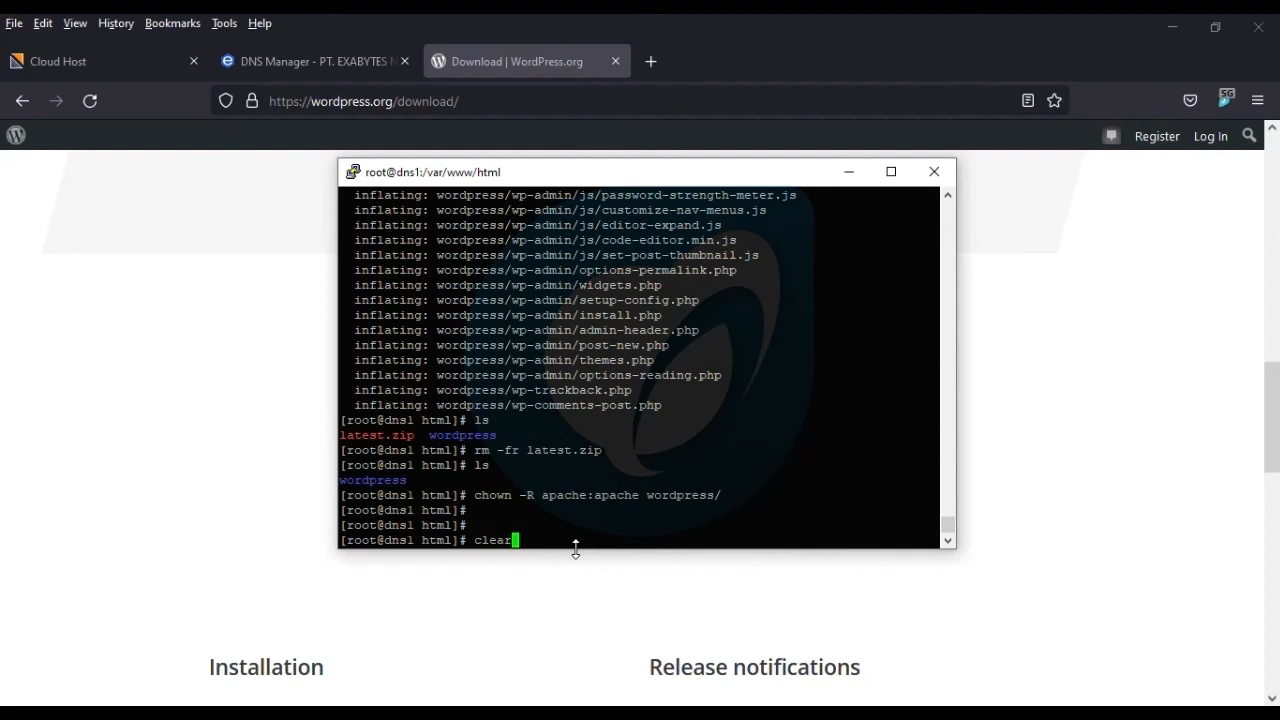 File Edit View History Bookmarks Tools Help
Cloud Host
DNS Manager - PT. EXABYTES N
Download | WordPress.org
https://wordpress.org/download/
SG
Register Log In
root@dns1:/var/www/html
inflating: wordpress/wp-admin/js/password-strength-meter.js
inflating: wordpress/wp-admin/js/customize-nav-menus.js
inflating: wordpress/wp-admin/js/editor-expand.js
inflating: wordpress/wp-admin/js/code-editor.min.js
inflating: wordpress/wp-admin/js/set-post-thumbnail.js
inflating: wordpress/wp-admin/options-permalink.php
inflating: wordpress/wp-admin/widgets.php
inflating: wordpress/wp-admin/setup-config.php
inflating: wordpress/wp-admin/install.php
inflating: wordpress/wp-admin/admin-header.php
inflating: wordpress/wp-admin/post-new.php
inflating: wordpress/wp-admin/themes.php
inflating: wordpress/wp-admin/options-reading.php
inflating: wordpress/wp-trackback.php
inflating: wordpress/wp-comments-post.php
[root@dns1 html]# ls
latest.zip wordpress
[root@dns1 html]# rm -fr latest.zip
[root@dns1 html]# ls
wordpress
[root@dns1 html]# chown -R apache:apache wordpress/
[root@dns1 html]#
[root@dns1 html]#
[root@dns1 html]# clear
Installation
Release notifications